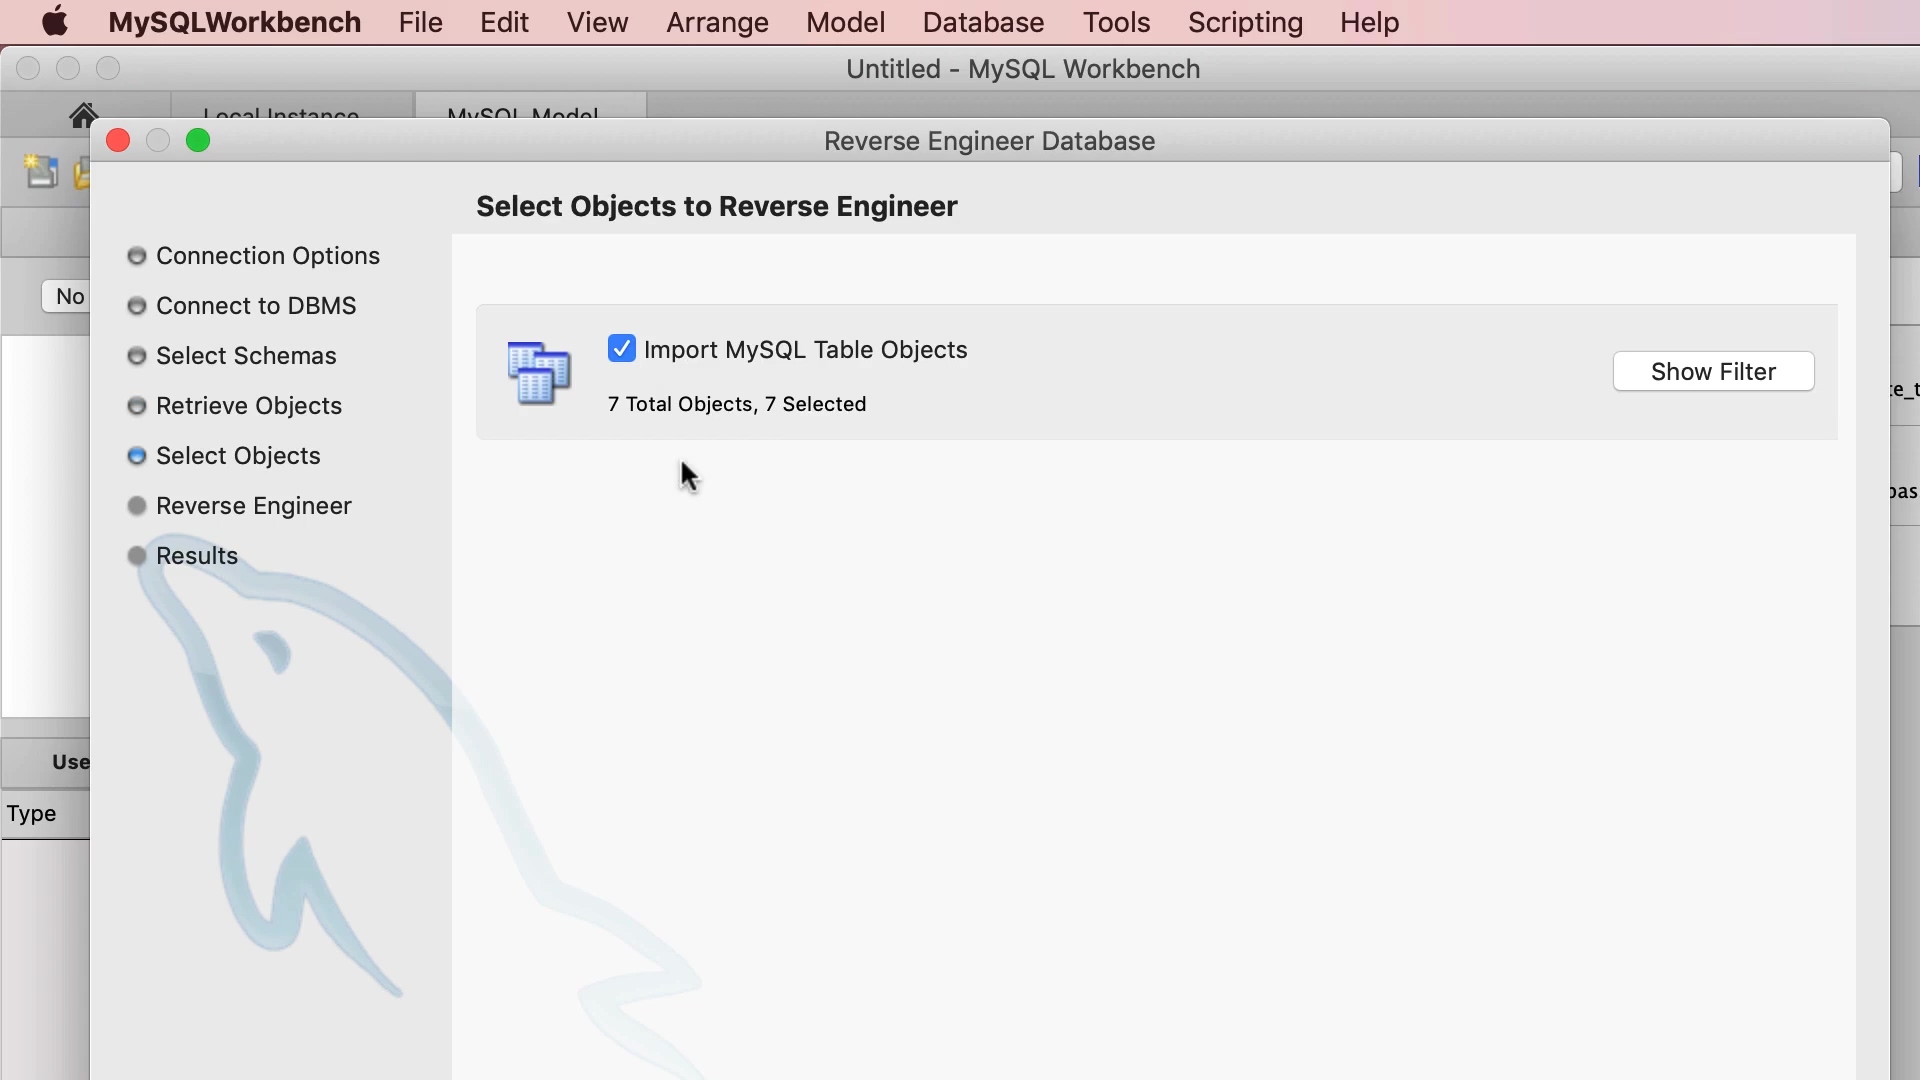 MySQLWorkbench File Edit View Arrange Model Database Tools Scripting Help
Untitled - MySQL Workbench
Local Instance MySQL Model
Reverse Engineer Database
Select Objects to Reverse Engineer
Connection Options
Connect to DBMS
Select Schemas
Retrieve Objects
Select Objects
Reverse Engineer
Results
Import MySQL Table Objects
7 Total Objects, 7 Selected
Show Filter
No
Use
Type
te_t
bas